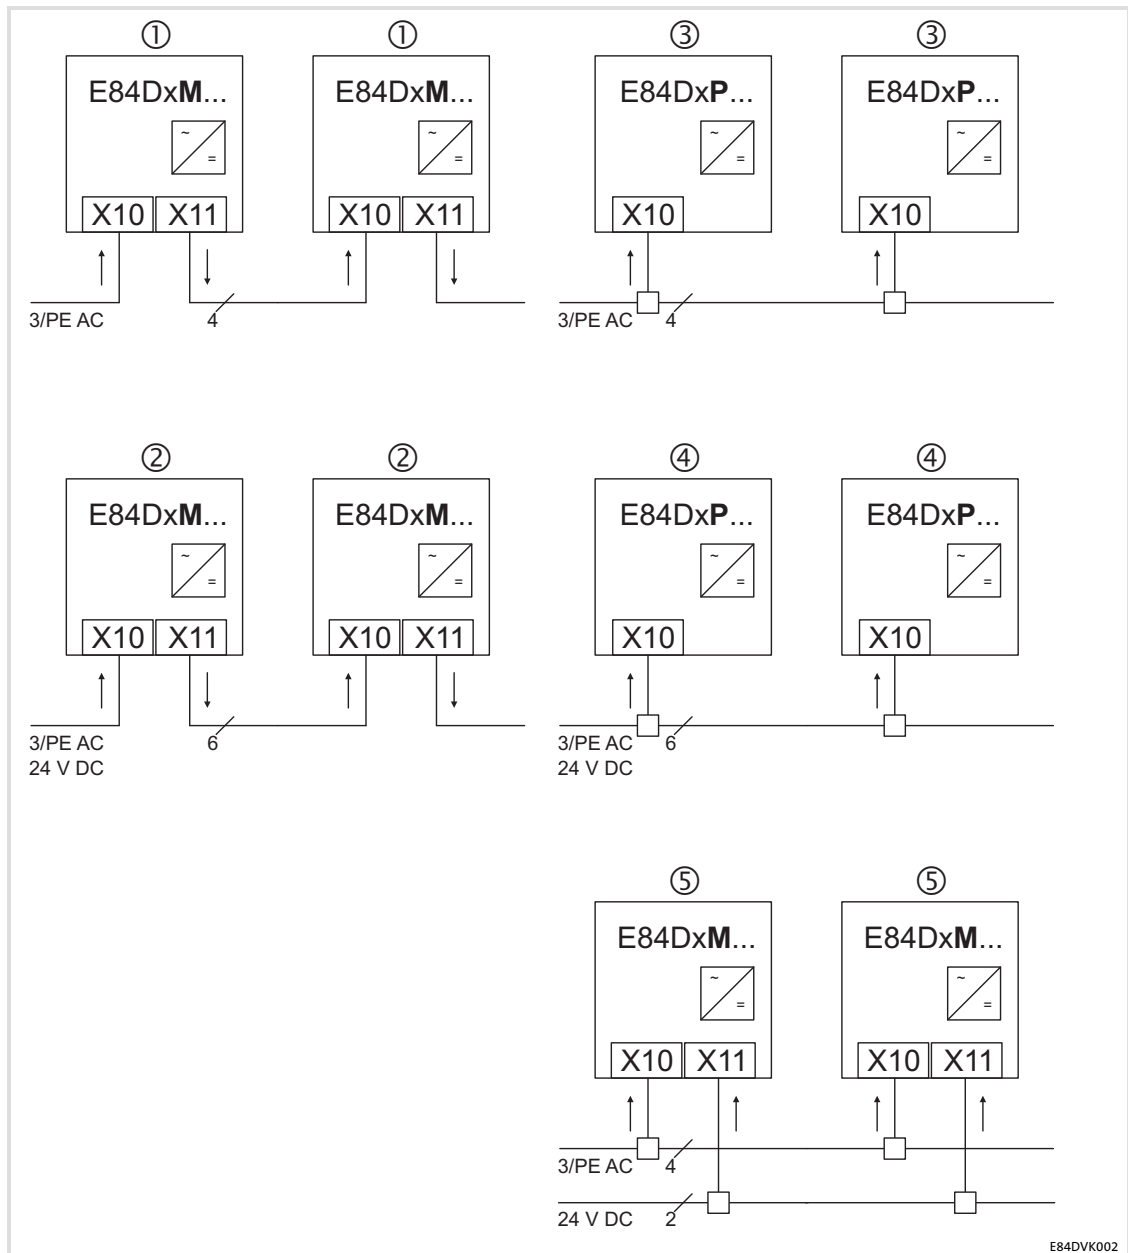 ① ① ③ ③
E84DxM... E84DxM... E84DxP... E84DxP...
~ ~ ~ ~
= = = =
X10 X11 X10 X11 X10 X10
3/PE AC 4 3/PE AC 4
② ② ④ ④
E84DxM... E84DxM... E84DxP... E84DxP...
~ ~ ~ ~
= = = =
X10 X11 X10 X11 X10 X10
3/PE AC 6 3/PE AC 6
24 V DC 24 V DC
⑤ ⑤
E84DxM... E84DxM...
~ ~
= =
X10 X11 X10 X11
3/PE AC 4
24 V DC 2
E84DVK002